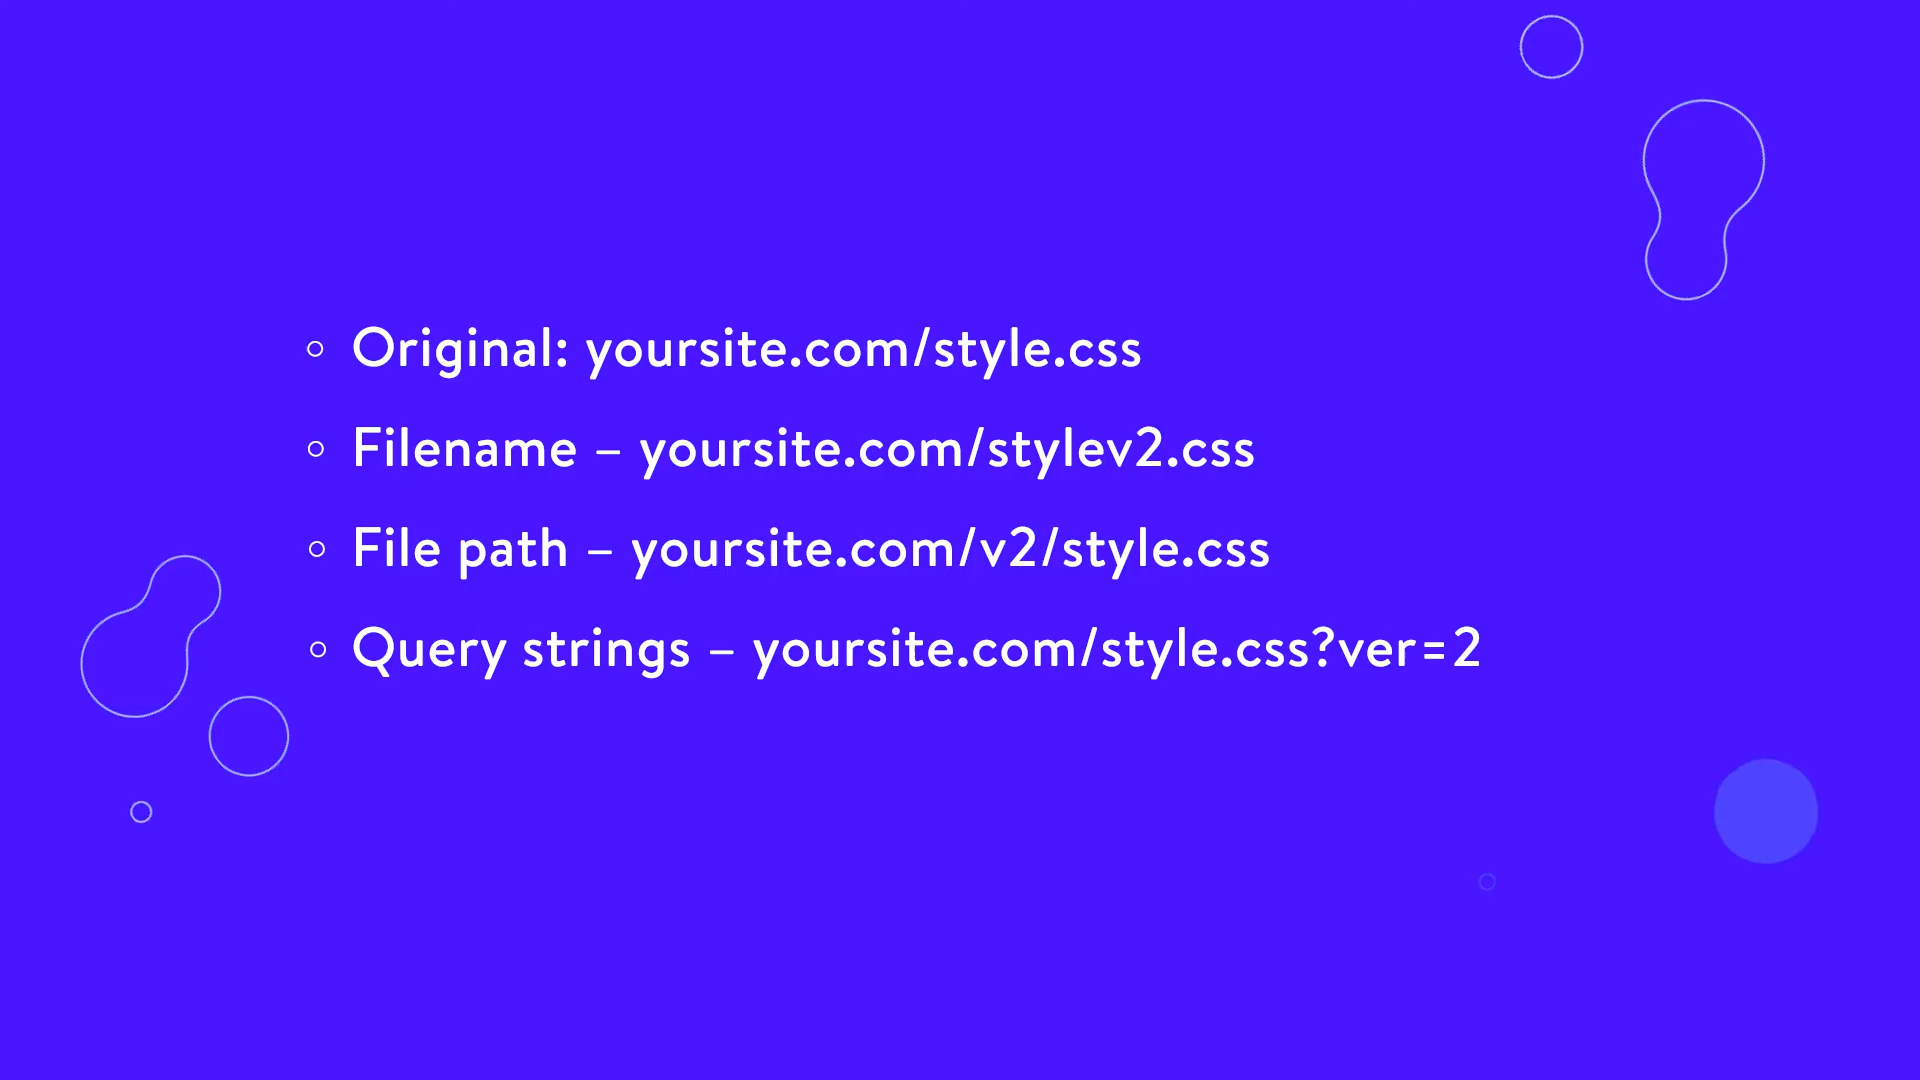 Original: yoursite.com/style.css
Filename – yoursite.com/stylev2.css
File path – yoursite.com/v2/style.css
Query strings – yoursite.com/style.css?ver=2